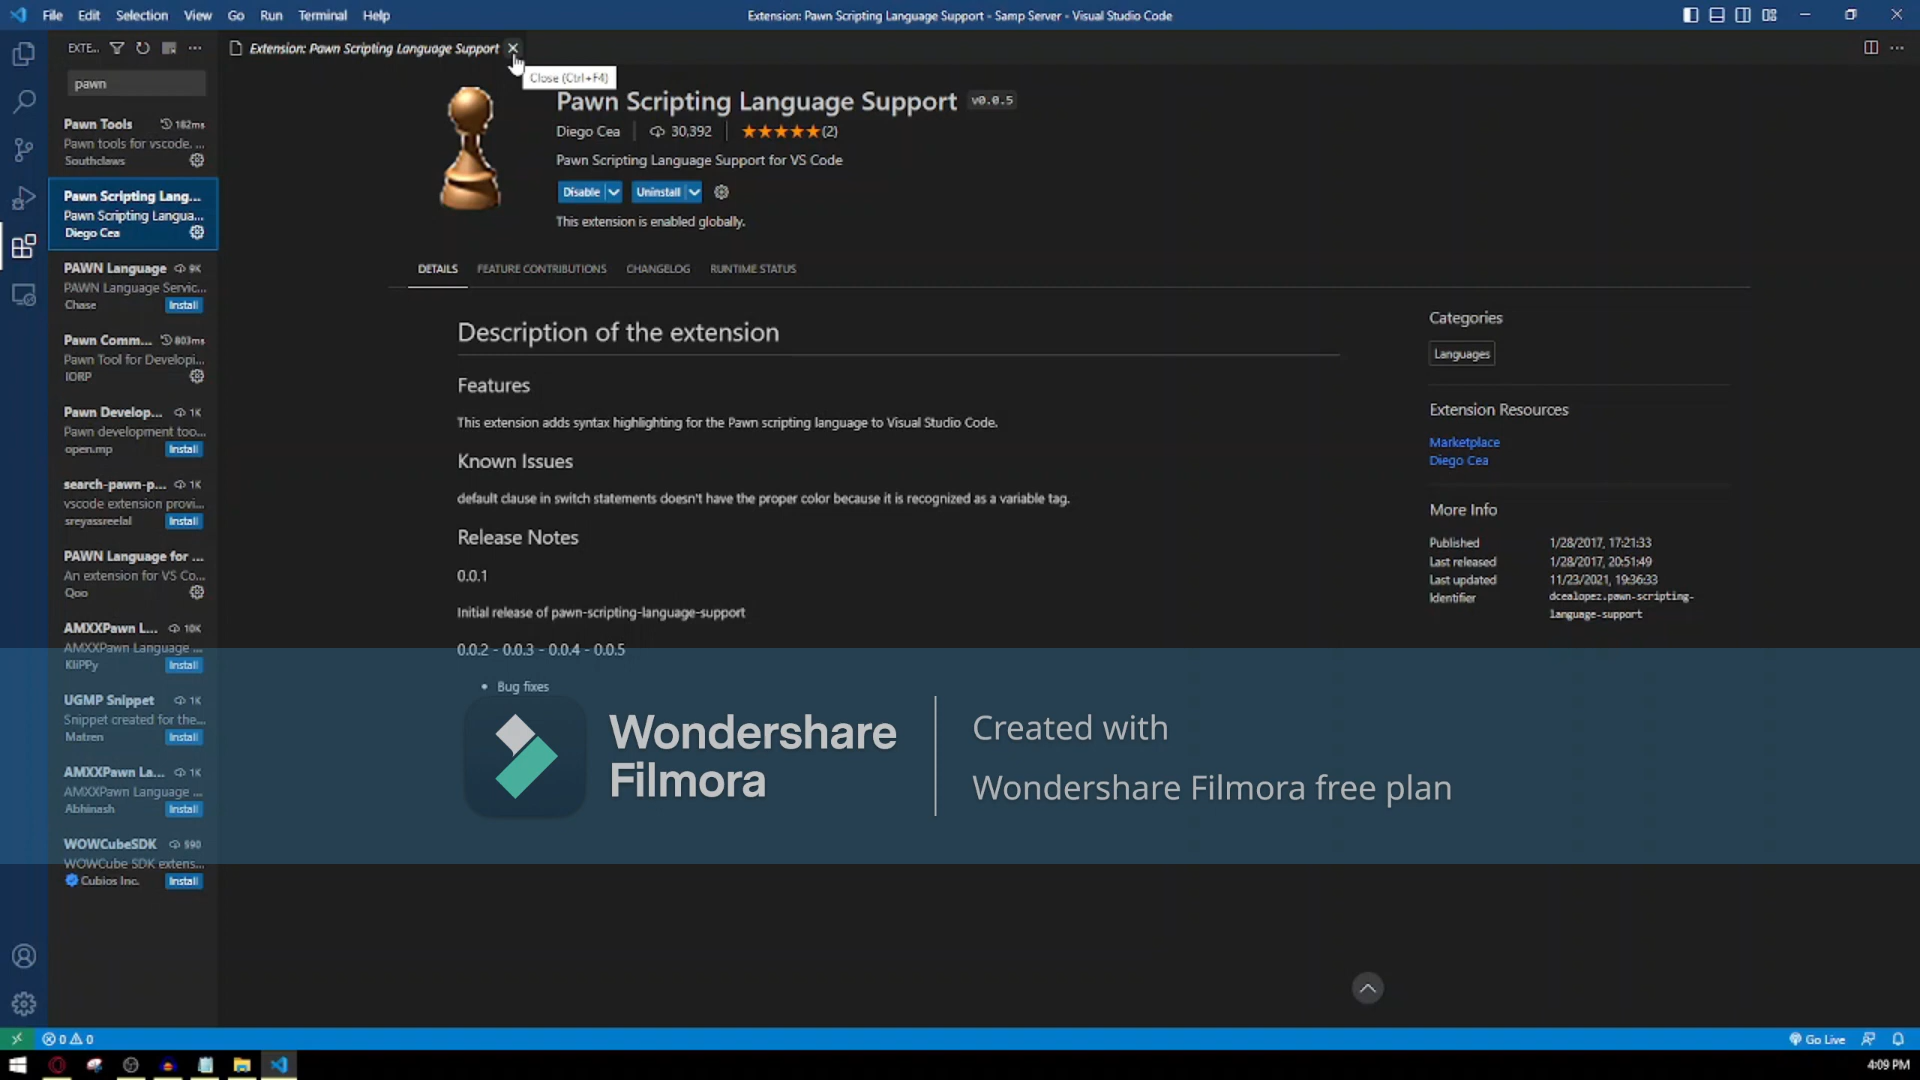 File Edit Selection View Go Run Terminal Help
Extension: Pawn Scripting Language Support - Samp Server - Visual Studio Code
EXTE...
Extension: Pawn Scripting Language Support
Close (Ctrl+F4)
pawn
Pawn Tools 182ms
Pawn tools for vscode. ...
Southclaws
Pawn Scripting Lang...
Pawn Scripting Langua...
Diego Cea
PAWN Language 9K
PAWN Language Servic...
Chase Install
Pawn Comm... 803ms
Pawn Tool for Developi...
IORP
Pawn Develop... 1K
Pawn development too...
open.mp Install
search-pawn-p... 1K
vscode extension provi...
sreyassreelal Install
PAWN Language for ...
An extension for VS Co...
Qoo
AMXXPawn L... 10K
AMXXPawn Language ...
KliPPy Install
UGMP Snippet 1K
Snippet created for the...
Matren Install
AMXXPawn La... 1K
AMXXPawn Language ...
Abhinash Install
WOWCubeSDK 990
WOWCube SDK extens...
Cubios Inc. Install
Pawn Scripting Language Support v0.0.5
Diego Cea 30,392 (2)
Pawn Scripting Language Support for VS Code
Disable Uninstall
This extension is enabled globally.
DETAILS FEATURE CONTRIBUTIONS CHANGELOG RUNTIME STATUS
Description of the extension
Features
This extension adds syntax highlighting for the Pawn scripting language to Visual Studio Code.
Known Issues
default clause in switch statements doesn't have the proper color because it is recognized as a variable tag.
Release Notes
0.0.1
Initial release of pawn-scripting-language-support
0.0.2 - 0.0.3 - 0.0.4 - 0.0.5
• Bug fixes
Categories
Languages
Extension Resources
Marketplace
Diego Cea
More Info
Published 1/28/2017, 17:21:33
Last released 1/28/2017, 20:51:49
Last updated 11/23/2021, 19:36:33
Identifier dcealopez.pawn-scripting-
language-support
Wondershare
Filmora
Created with
Wondershare Filmora free plan
0 0
Go Live
4:09 PM